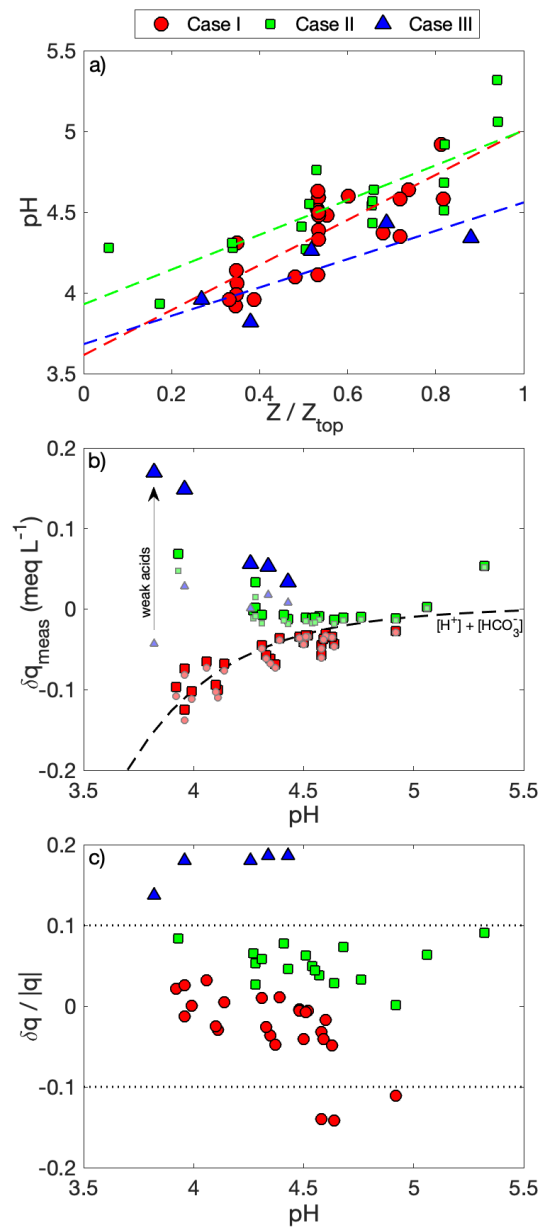 Case I Case II Case III
a)
5.5
5
4.5
4
3.5
pH
0 0.2 0.4 0.6 0.8 1
Z / Z_top
b)
0.2
0.1
0
-0.1
-0.2
δq_meas (meq L⁻¹)
weak acids
[H⁺] + [HCO₃⁻]
3.5 4 4.5 5 5.5
pH
c)
0.2
0.1
0
-0.1
-0.2
δq / |q|
3.5 4 4.5 5 5.5
pH